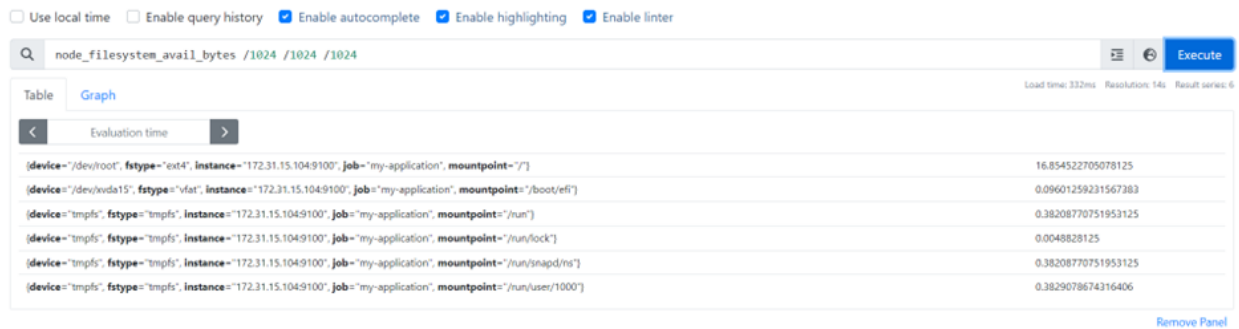 Use local time Enable query history Enable autocomplete Enable highlighting Enable linter
node_filesystem_avail_bytes /1024 /1024 /1024 Execute
Table Graph Load time: 332ms Resolution: 14s Result series: 6
Evaluation time
{device="/dev/root", fstype="ext4", instance="172.31.15.104:9100", job="my-application", mountpoint="/"} 16.854522705078125
{device="/dev/xvda15", fstype="vfat", instance="172.31.15.104:9100", job="my-application", mountpoint="/boot/efi"} 0.09601259231567383
{device="tmpfs", fstype="tmpfs", instance="172.31.15.104:9100", job="my-application", mountpoint="/run"} 0.38208770751953125
{device="tmpfs", fstype="tmpfs", instance="172.31.15.104:9100", job="my-application", mountpoint="/run/lock"} 0.0048828125
{device="tmpfs", fstype="tmpfs", instance="172.31.15.104:9100", job="my-application", mountpoint="/run/snapd/ns"} 0.38208770751953125
{device="tmpfs", fstype="tmpfs", instance="172.31.15.104:9100", job="my-application", mountpoint="/run/user/1000"} 0.3829078674316406
Remove Panel